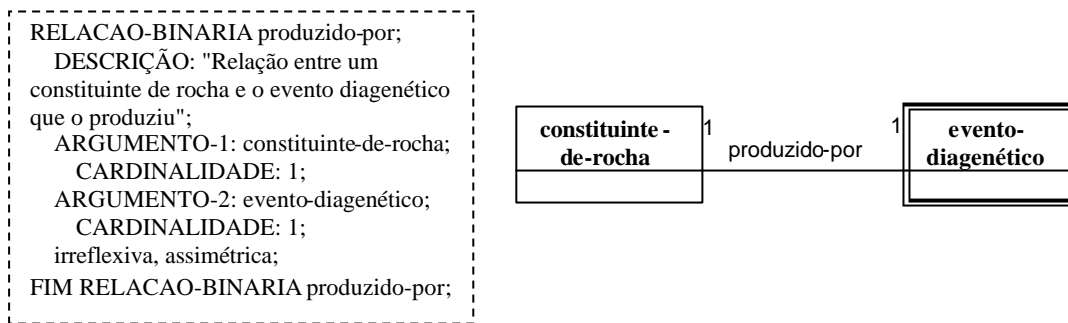 RELACAO-BINARIA produzido-por;
DESCRIÇÃO: "Relação entre um
constituinte de rocha e o evento diagenético
que o produziu";
ARGUMENTO-1: constituinte-de-rocha;
CARDINALIDADE: 1;
ARGUMENTO-2: evento-diagenético;
CARDINALIDADE: 1;
irreflexiva, assimétrica;
FIM RELACAO-BINARIA produzido-por;
constituinte -
de-rocha
1
produzido-por
1
evento-
diagenético